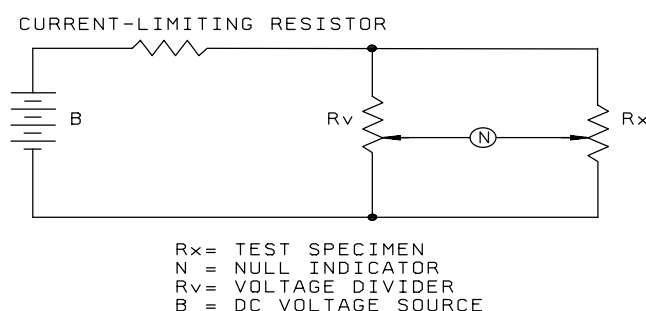 CURRENT-LIMITING RESISTOR
B
Rv
N
Rx
Rx= TEST SPECIMEN
N = NULL INDICATOR
Rv= VOLTAGE DIVIDER
B = DC VOLTAGE SOURCE